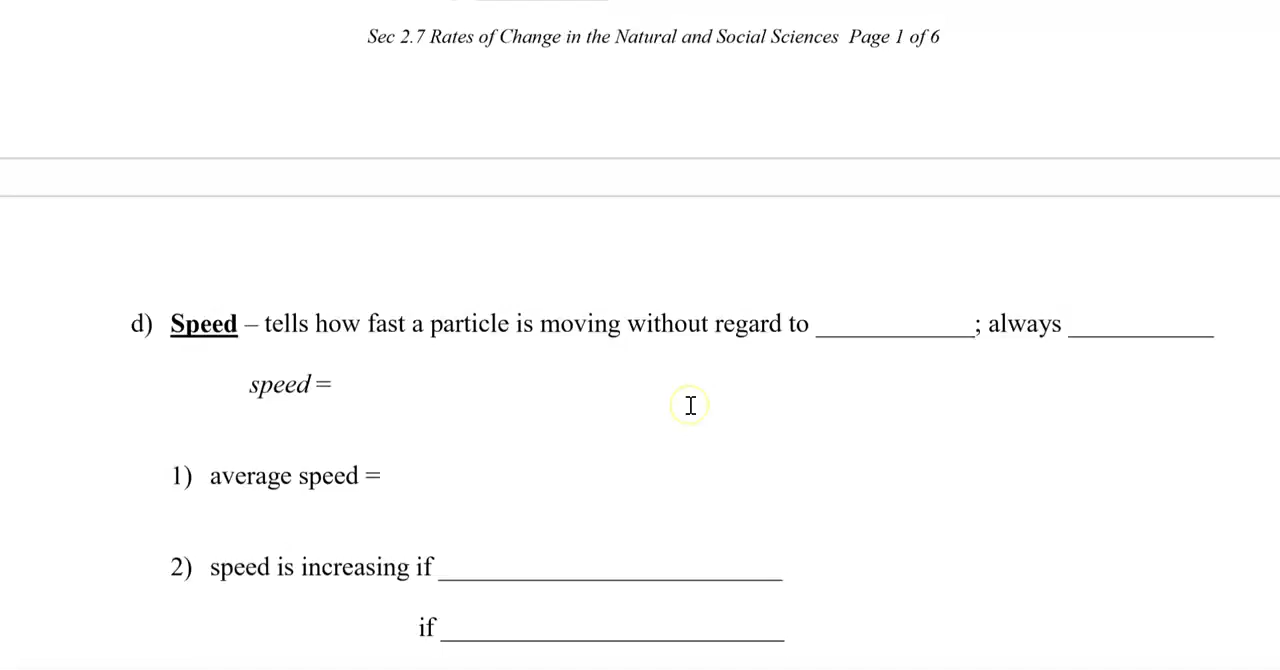 Sec 2.7 Rates of Change in the Natural and Social Sciences Page 1 of 6
d) Speed – tells how fast a particle is moving without regard to ____________; always ___________
speed =
1) average speed =
2) speed is increasing if __________________________
if __________________________